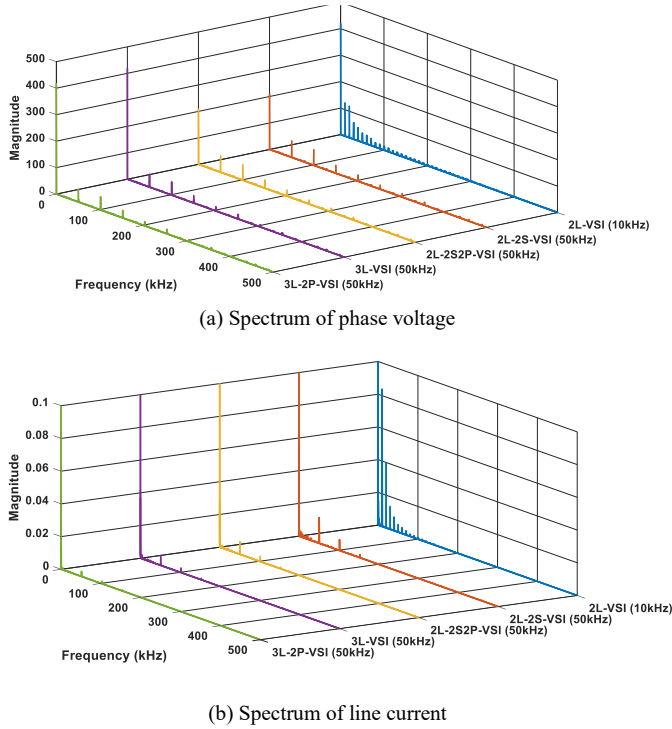 500
400
300
200
100
0
Magnitude
0
100
200
300
400
500
Frequency (kHz)
3L-2P-VSI (50kHz)
3L-VSI (50kHz)
2L-2S2P-VSI (50kHz)
2L-2S-VSI (50kHz)
2L-VSI (10kHz)
(a) Spectrum of phase voltage
0.1
0.08
0.06
0.04
0.02
0
Magnitude
0
100
200
300
400
500
Frequency (kHz)
3L-2P-VSI (50kHz)
3L-VSI (50kHz)
2L-2S2P-VSI (50kHz)
2L-2S-VSI (50kHz)
2L-VSI (10kHz)
(b) Spectrum of line current